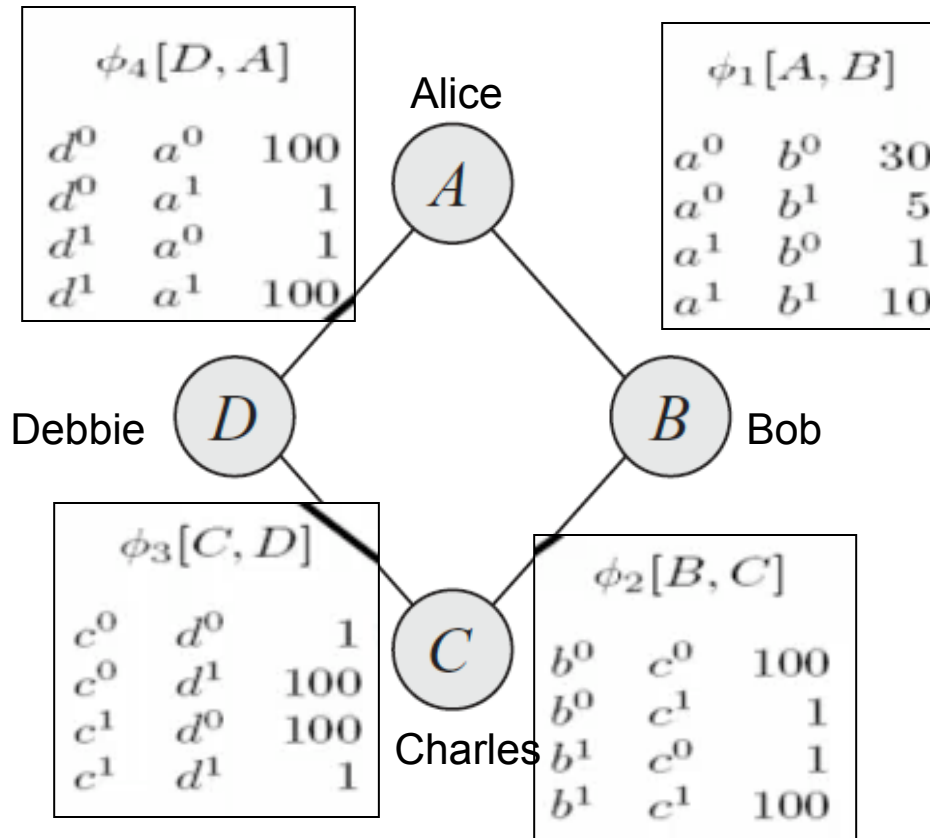 ϕ₄[D, A]
d⁰ a⁰ 100
d⁰ a¹ 1
d¹ a⁰ 1
d¹ a¹ 100
Alice
A
ϕ₁[A, B]
a⁰ b⁰ 30
a⁰ b¹ 5
a¹ b⁰ 1
a¹ b¹ 10
Debbie
D
B
Bob
ϕ₃[C, D]
c⁰ d⁰ 1
c⁰ d¹ 100
c¹ d⁰ 100
c¹ d¹ 1
C
Charles
ϕ₂[B, C]
b⁰ c⁰ 100
b⁰ c¹ 1
b¹ c⁰ 1
b¹ c¹ 100